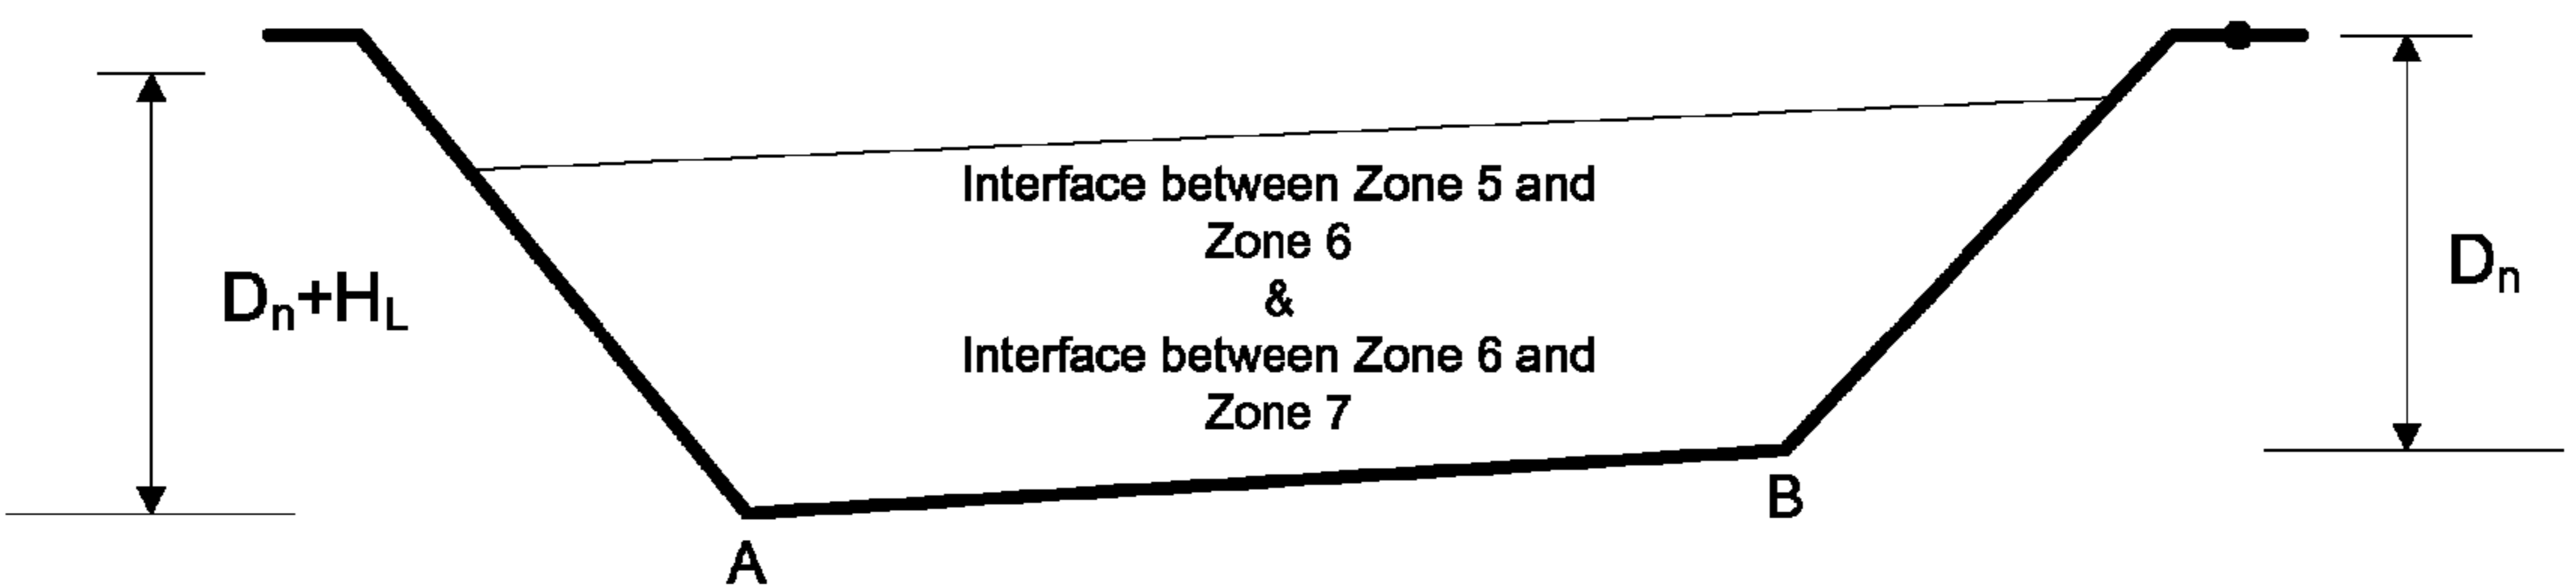 Interface between Zone 5 and
Zone 6
&
Interface between Zone 6 and
Zone 7
Dn+HL
Dn
A
B